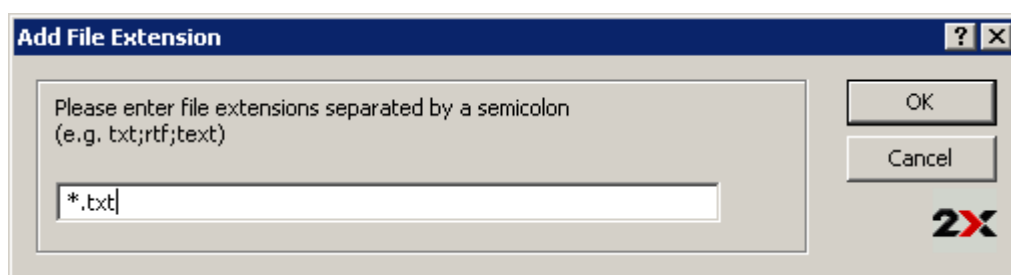 Add File Extension
?
Please enter file extensions separated by a semicolon
(e.g. txt;rtf;text)
*.txt
OK
Cancel
2X